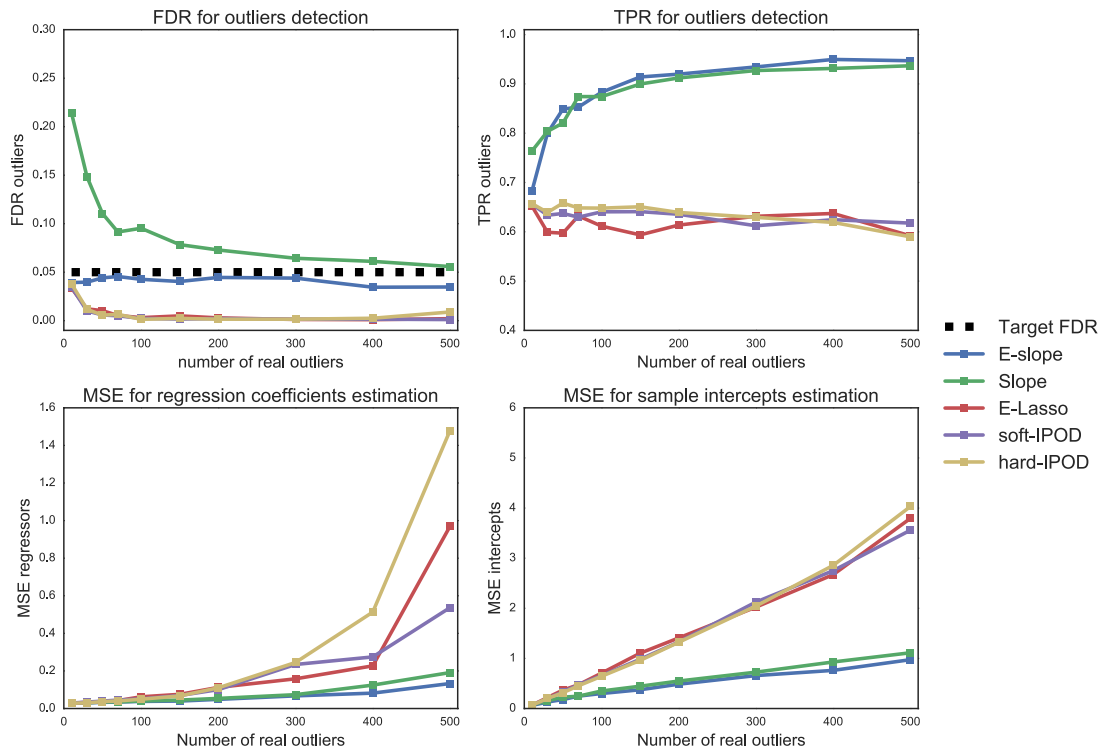 FDR for outliers detection
0.30
0.25
0.20
0.15
0.10
0.05
0.00
FDR outliers
0 100 200 300 400 500
number of real outliers
TPR for outliers detection
1.0
0.9
0.8
0.7
0.6
0.5
0.4
TPR outliers
0 100 200 300 400 500
Number of real outliers
MSE for regression coefficients estimation
1.6
1.4
1.2
1.0
0.8
0.6
0.4
0.2
0.0
MSE regressors
0 100 200 300 400 500
Number of real outliers
MSE for sample intercepts estimation
6
5
4
3
2
1
0
MSE intercepts
0 100 200 300 400 500
Number of real outliers
Target FDR
E-slope
Slope
E-Lasso
soft-IPOD
hard-IPOD